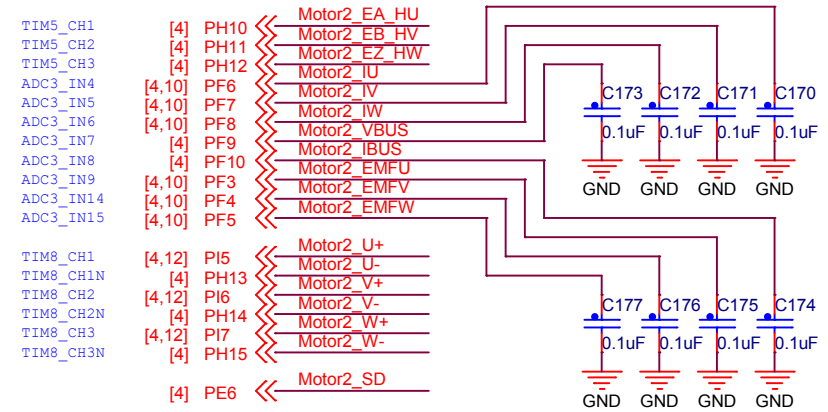 TIM5_CH1 [4] PH10 Motor2_EA_HU
TIM5_CH2 [4] PH11 Motor2_EB_HV
TIM5_CH3 [4] PH12 Motor2_EZ_HW
ADC3_IN4 [4,10] PF6 Motor2_IU
ADC3_IN5 [4,10] PF7 Motor2_IV
ADC3_IN6 [4,10] PF8 Motor2_IW
ADC3_IN7 [4] PF9 Motor2_VBUS
ADC3_IN8 [4] PF10 Motor2_IBUS
ADC3_IN9 [4,10] PF3 Motor2_EMFU
ADC3_IN14 [4,10] PF4 Motor2_EMFV
ADC3_IN15 [4,10] PF5 Motor2_EMFW
C173 C172 C171 C170
0.1uF 0.1uF 0.1uF 0.1uF
GND GND GND GND
TIM8_CH1 [4,12] PI5 Motor2_U+
TIM8_CH1N [4] PH13 Motor2_U-
TIM8_CH2 [4,12] PI6 Motor2_V+
TIM8_CH2N [4] PH14 Motor2_V-
TIM8_CH3 [4,12] PI7 Motor2_W+
TIM8_CH3N [4] PH15 Motor2_W-
[4] PE6 Motor2_SD
C177 C176 C175 C174
0.1uF 0.1uF 0.1uF 0.1uF
GND GND GND GND